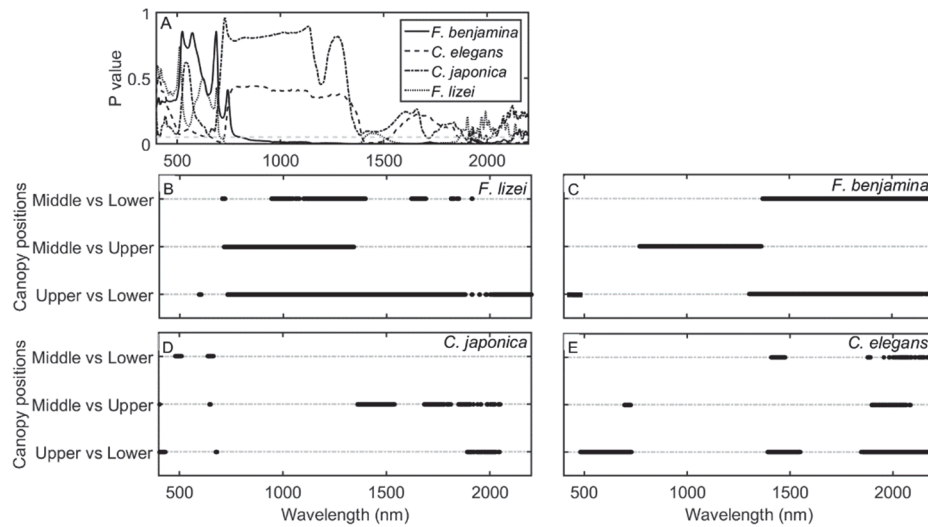 A
P value
1
0.5
0
F. benjamina
C. elegans
C. japonica
F. lizei
500
1000
1500
2000
Canopy positions
B
F. lizei
Middle vs Lower
Middle vs Upper
Upper vs Lower
C
F. benjamina
Canopy positions
D
C. japonica
Middle vs Lower
Middle vs Upper
Upper vs Lower
500
1000
1500
2000
Wavelength (nm)
E
C. elegans
500
1000
1500
2000
Wavelength (nm)